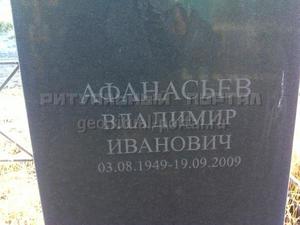 АФАНАСЬЕВ
РИТУАЛЬНЫЙ ПОРТАЛ
ВЛАДИМИР
ИВАНОВИЧ
03.08.1949-19.09.2009